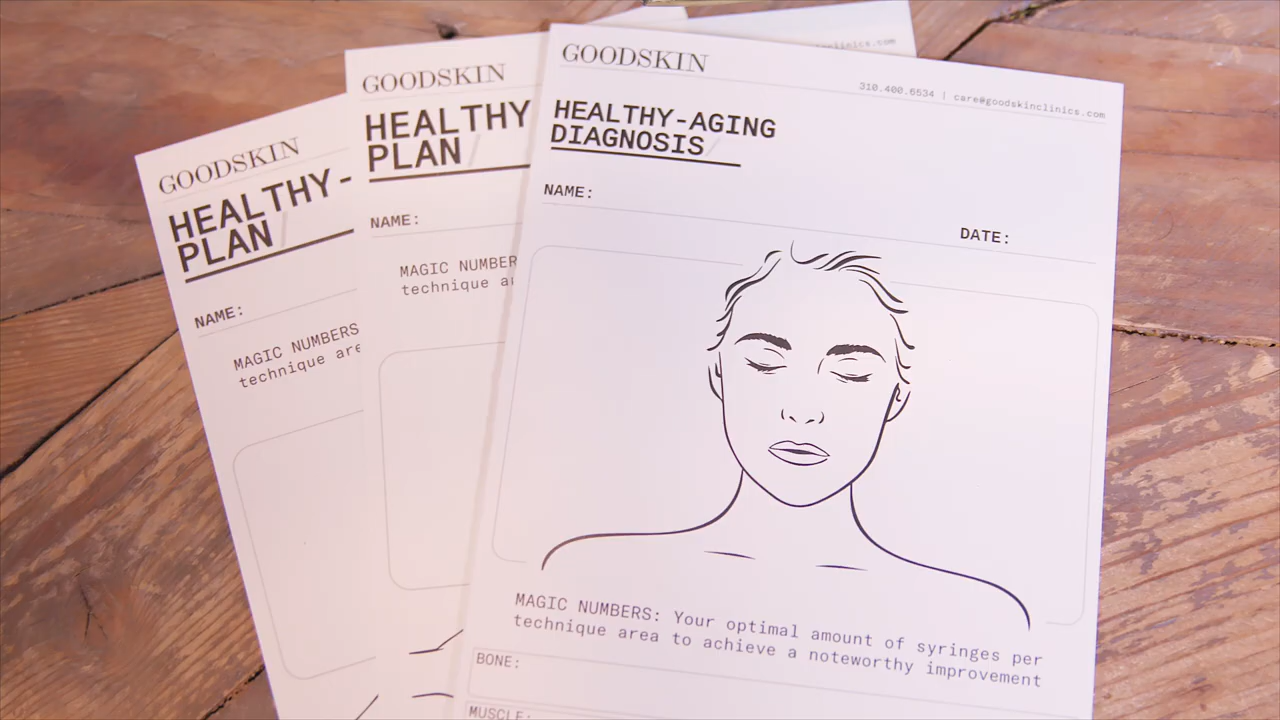 GOODSKIN
HEALTHY-
PLAN
NAME:
MAGIC NUMBERS
technique are
GOODSKIN
HEALTHY
PLAN
NAME:
MAGIC NUMBER
technique
GOODSKIN
310.400.6534 | care@goodskinclinics.com
HEALTHY-AGING
DIAGNOSIS
NAME:
DATE:
MAGIC NUMBERS: Your optimal amount of syringes per
technique area to achieve a noteworthy improvement
BONE:
MUSCLE: